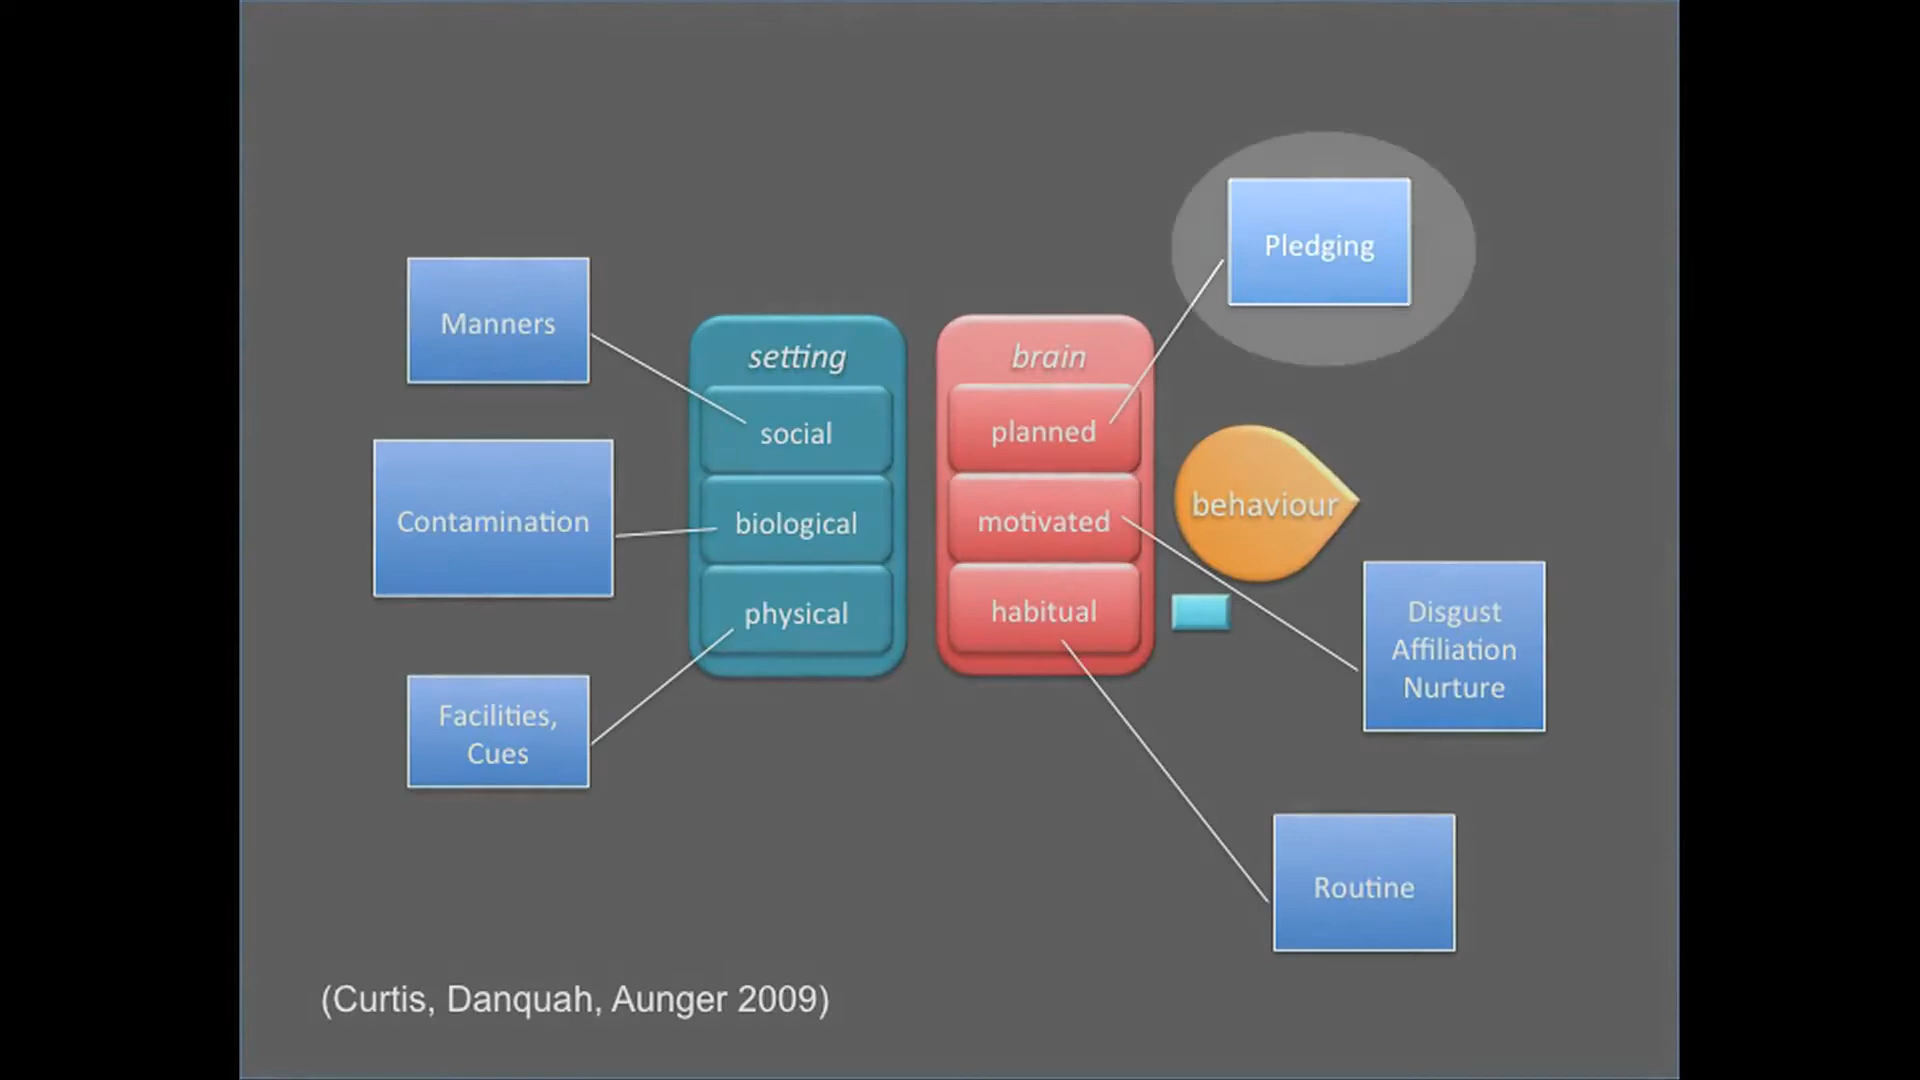 Pledging
Manners
setting
brain
social
planned
Contamination
biological
motivated
behaviour
physical
habitual
Disgust
Affiliation
Nurture
Facilities,
Cues
Routine
(Curtis, Danquah, Aunger 2009)